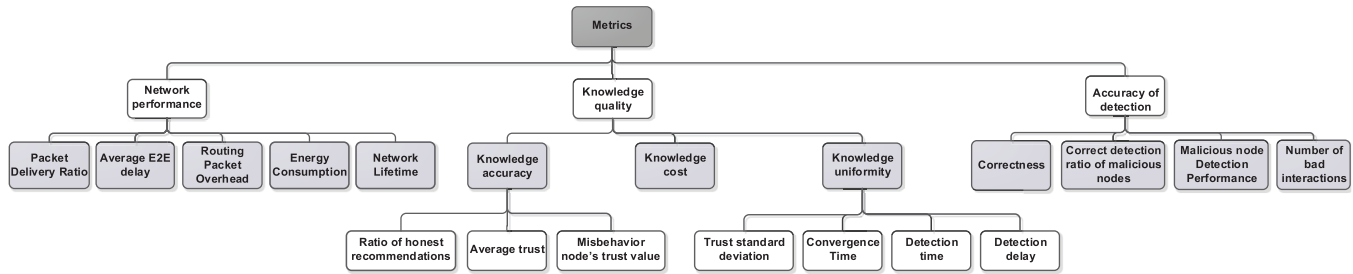 Metrics
Network
performance
Knowledge
quality
Accuracy of
detection
Packet
Delivery Ratio
Average E2E
delay
Routing
Packet
Overhead
Energy
Consumption
Network
Lifetime
Knowledge
accuracy
Knowledge
cost
Knowledge
uniformity
Correctness
Correct detection
ratio of malicious
nodes
Malicious node
Detection
Performance
Number of
bad
interactions
Ratio of honest
recommendations
Average trust
Misbehavior
node's trust value
Trust standard
deviation
Convergence
Time
Detection
time
Detection
delay